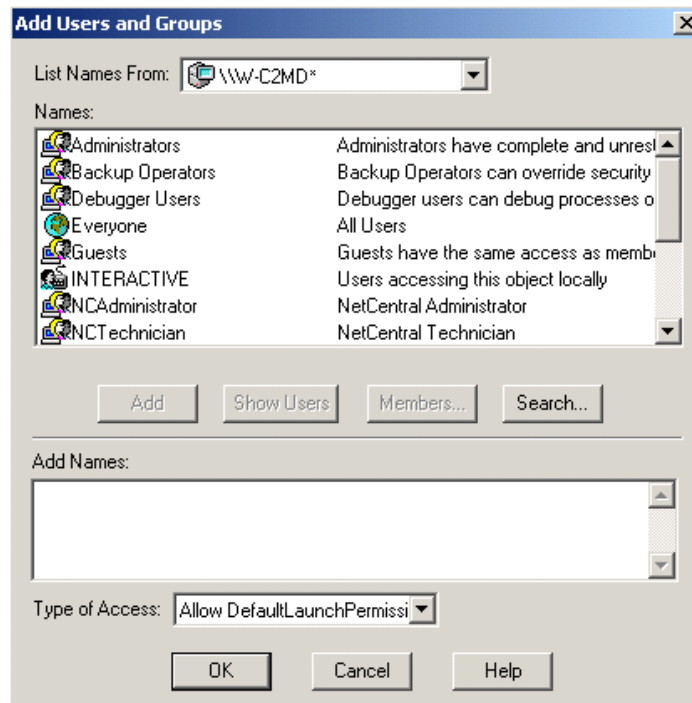 Add Users and Groups
List Names From: \\W-C2MD*
Names:
Administrators Administrators have complete and unres
Backup Operators Backup Operators can override security
Debugger Users Debugger users can debug processes o
Everyone All Users
Guests Guests have the same access as memb
INTERACTIVE Users accessing this object locally
NCAdministrator NetCentral Administrator
NCTechnician NetCentral Technician
Add Show Users Members... Search...
Add Names:
Type of Access: Allow DefaultLaunchPermissi
OK Cancel Help